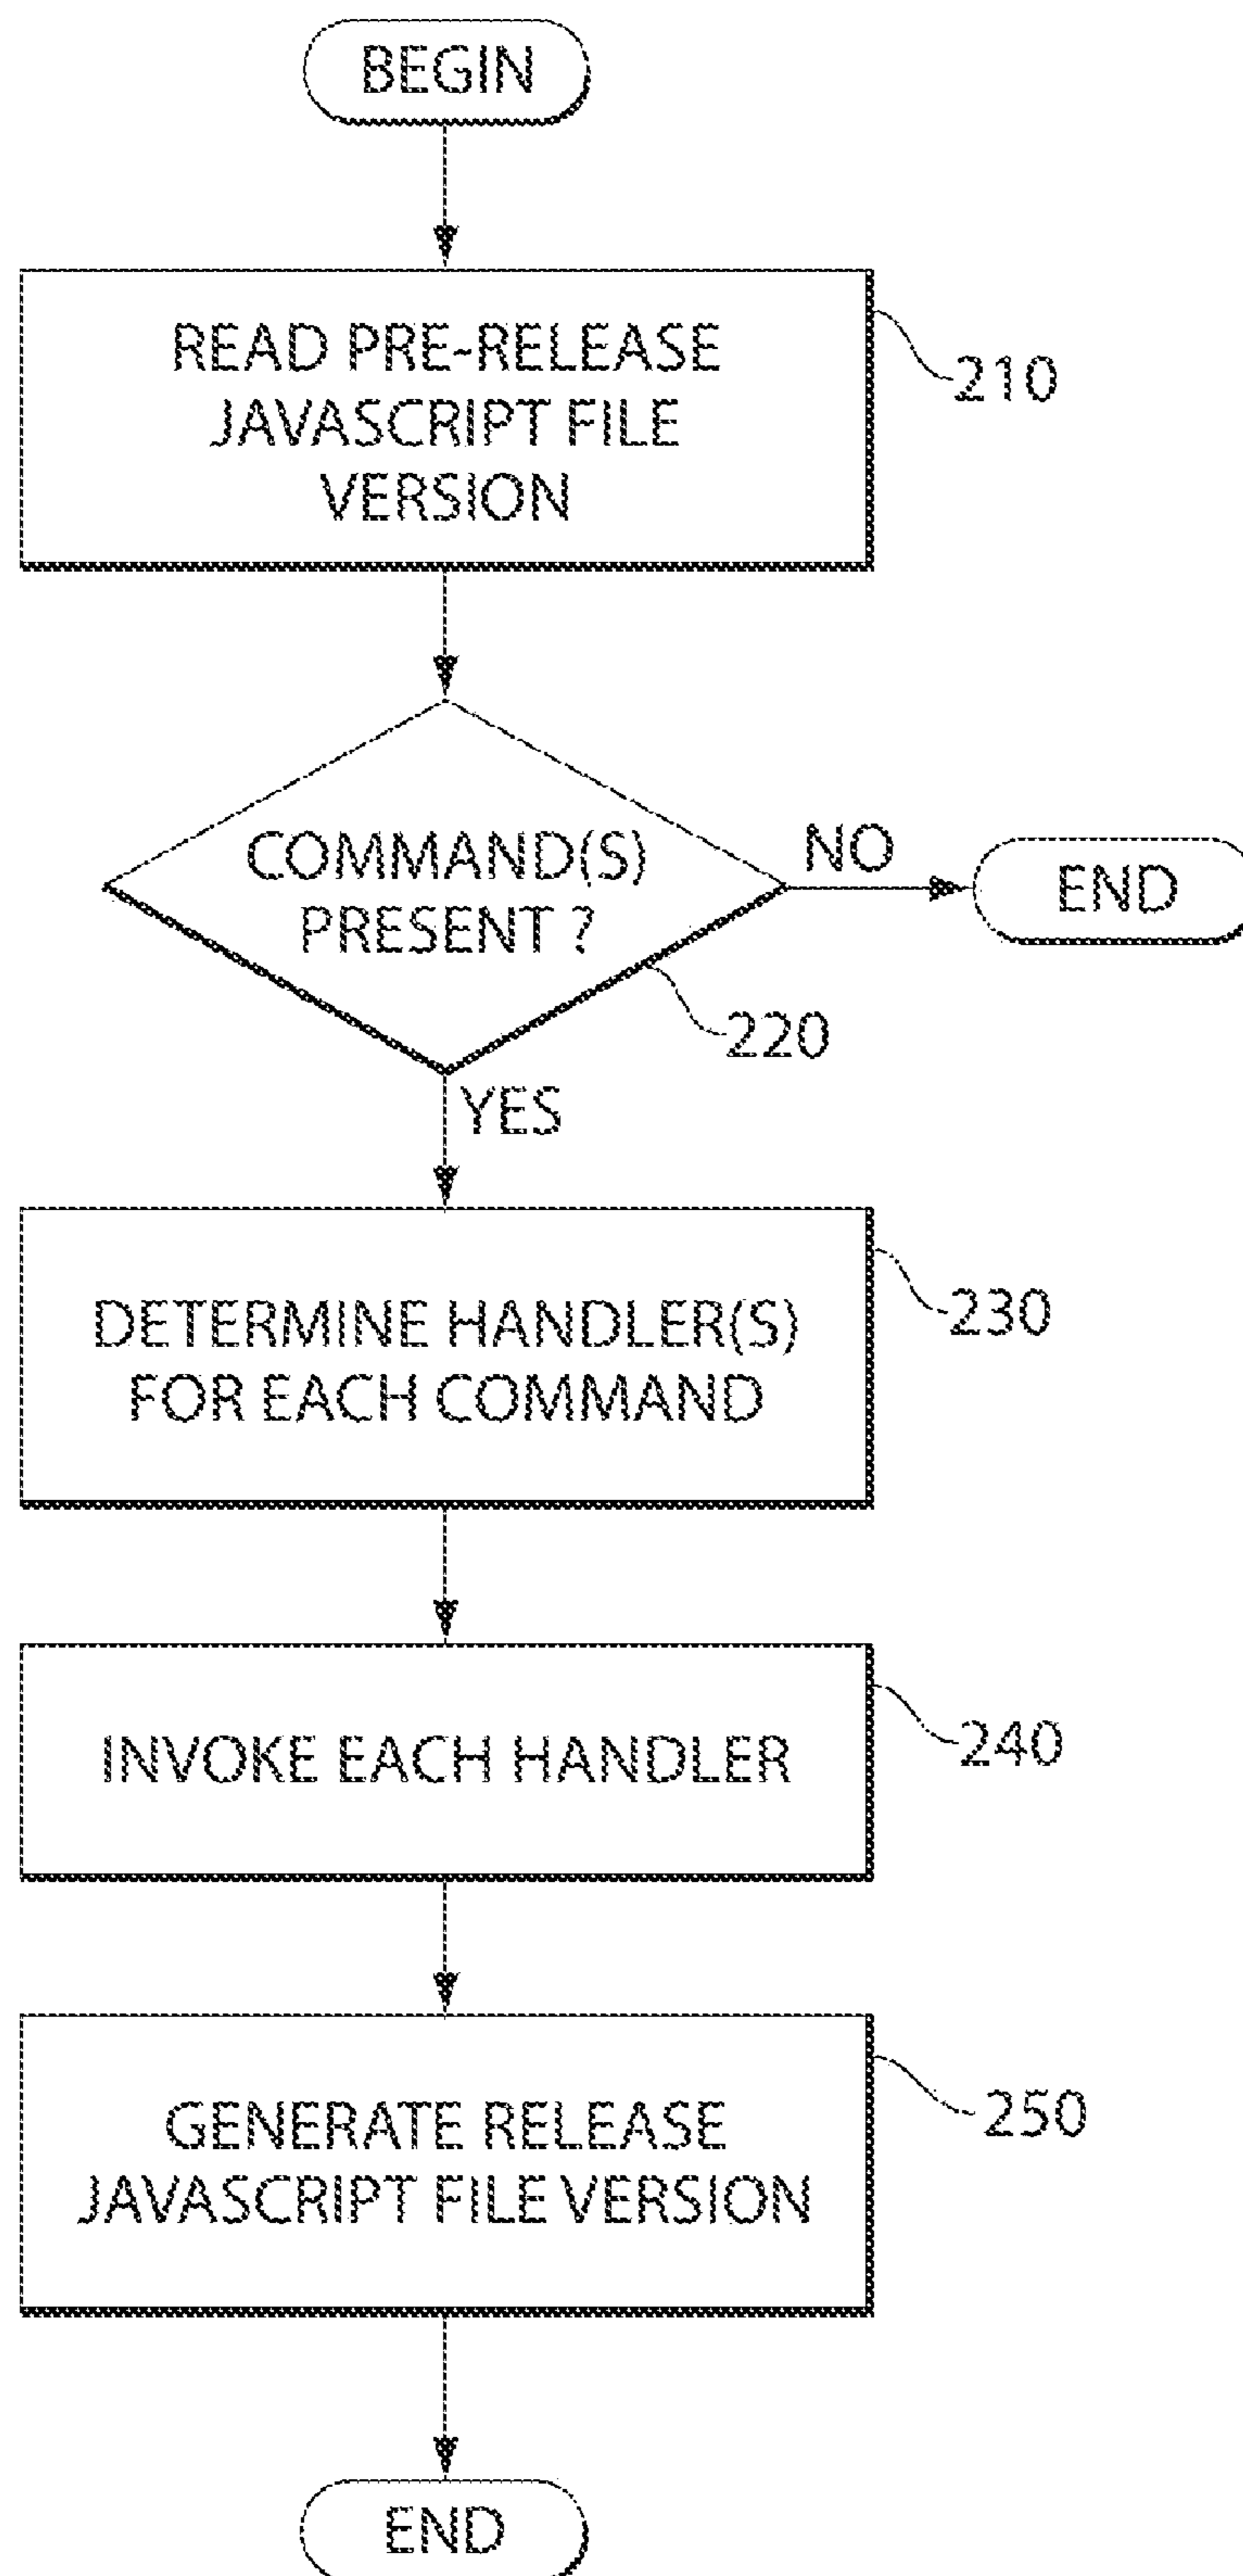 BEGIN
READ PRE-RELEASE
JAVASCRIPT FILE
VERSION
210
COMMAND(S)
PRESENT ?
NO
END
220
YES
DETERMINE HANDLER(S)
FOR EACH COMMAND
230
INVOKE EACH HANDLER
240
GENERATE RELEASE
JAVASCRIPT FILE VERSION
250
END